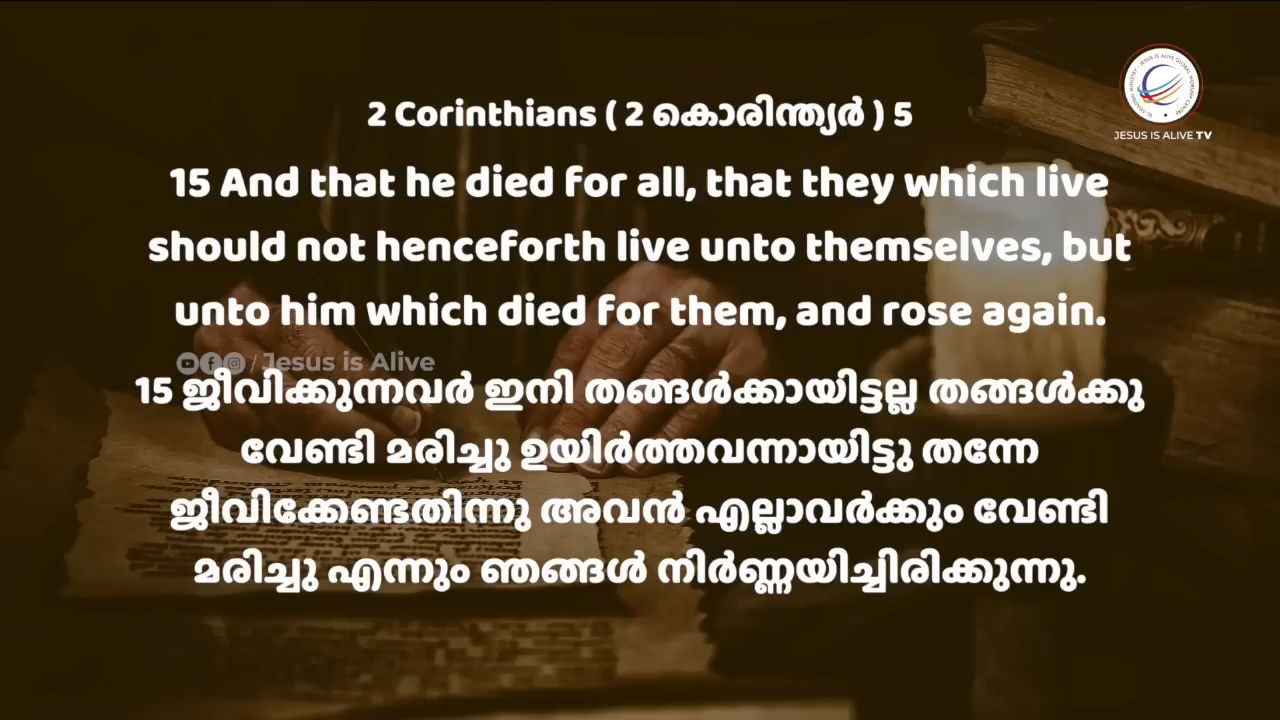 2 Corinthians ( 2 കൊരിന്ത്യർ ) 5
15 And that he died for all, that they which live
should not henceforth live unto themselves, but
unto him which died for them, and rose again.
/ Jesus is Alive
15 ജീവിക്കുന്നവർ ഇനി തങ്ങൾക്കായിട്ടല്ല തങ്ങൾക്കു
വേണ്ടി മരിച്ചു ഉയിർത്തവന്നായിട്ടു തന്നേ
ജീവിക്കേണ്ടതിന്നു അവൻ എല്ലാവർക്കും വേണ്ടി
മരിച്ചു എന്നും ഞങ്ങൾ നിർണ്ണയിച്ചിരിക്കുന്നു.
JESUS IS ALIVE TV